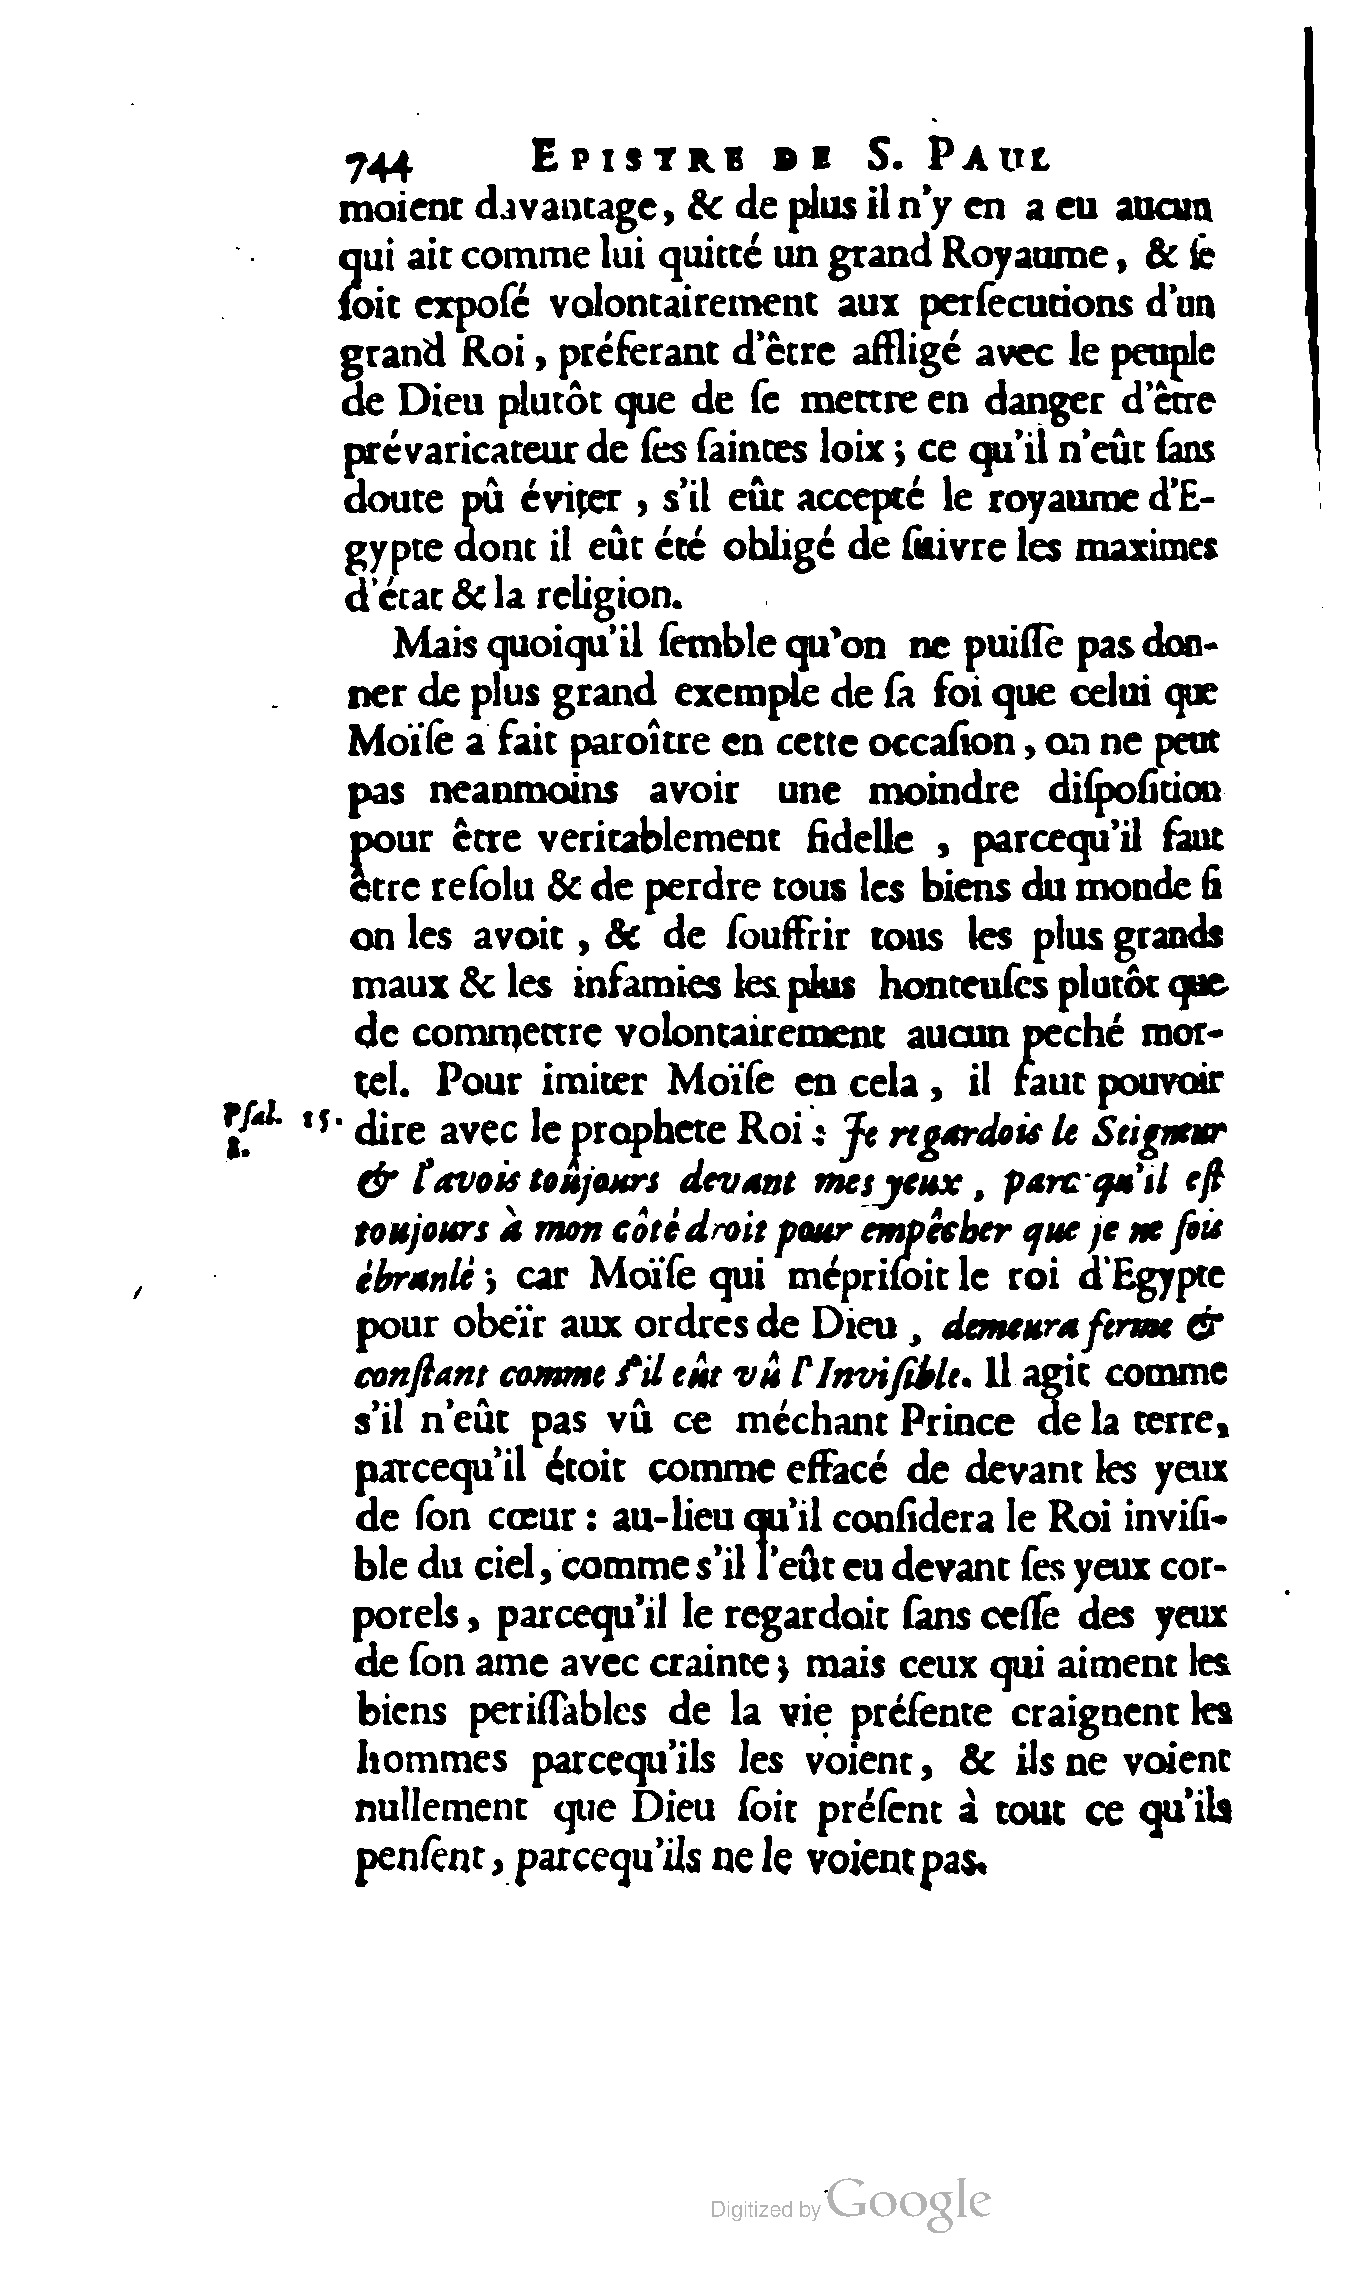 744 EPISTRE DE S. PAUL
moient davantage, & de plus il n'y en a eu aucun
qui ait comme lui quitté un grand Royaume, & ſe
ſoit expoſé volontairement aux perſecutions d'un
grand Roi, préferant d'être affligé avec le peuple
de Dieu plutôt que de ſe mettre en danger d'être
prévaricateur de ſes ſaintes loix; ce qu'il n'eût ſans
doute pû éviter, s'il eût accepté le royaume d'E-
gypte dont il eût été obligé de ſuivre les maximes
d'état & la religion.
Mais quoiqu'il ſemble qu'on ne puiſſe pas don-
ner de plus grand exemple de ſa foi que celui que
Moïſe a fait paroître en cette occaſion, on ne peut
pas neanmoins avoir une moindre diſpoſition
pour être veritablement fidelle, parcequ'il faut
être reſolu & de perdre tous les biens du monde ſi
on les avoit, & de ſouffrir tous les plus grands
maux & les infamies les plus honteuſes plutôt que
de commettre volontairement aucun peché mor-
tel. Pour imiter Moïſe en cela, il faut pouvoir
Pſal. 15.
8.
dire avec le prophete Roi: Je regardois le Seigneur
& l'avois toûjours devant mes yeux, parcequ'il eſt
toujours à mon côté droit pour empêcher que je ne ſois
ébranlé; car Moïſe qui mépriſoit le roi d'Egypte
pour obeïr aux ordres de Dieu, demeura ferme &
conſtant comme ſ'il eût vû l'Inviſible. Il agit comme
s'il n'eût pas vû ce méchant Prince de la terre,
parcequ'il étoit comme effacé de devant les yeux
de ſon cœur: au-lieu qu'il conſidera le Roi inviſi-
ble du ciel, comme s'il l'eût eu devant ſes yeux cor-
porels, parcequ'il le regardoit ſans ceſſe des yeux
de ſon ame avec crainte; mais ceux qui aiment les
biens periſſables de la vie préſente craignent les
hommes parcequ'ils les voient, & ils ne voient
nullement que Dieu ſoit préſent à tout ce qu'ils
penſent, parcequ'ils ne le voient pas.
Digitized by Google